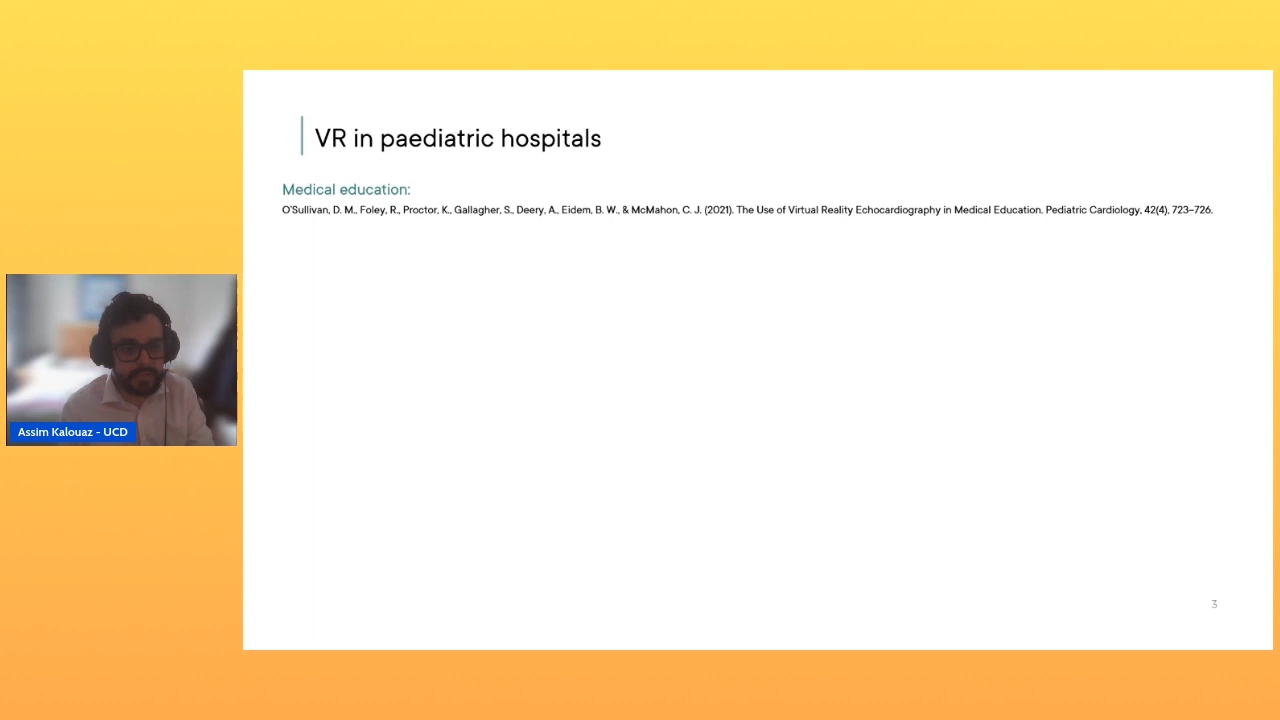 VR in paediatric hospitals
Medical education:
O'Sullivan, D. M., Foley, R., Proctor, K., Gallagher, S., Deery, A., Eidem, B. W., & McMahon, C. J. (2021). The Use of Virtual Reality Echocardiography in Medical Education. Pediatric Cardiology, 42(4), 723–726.
Assim Kalouaz - UCD
3